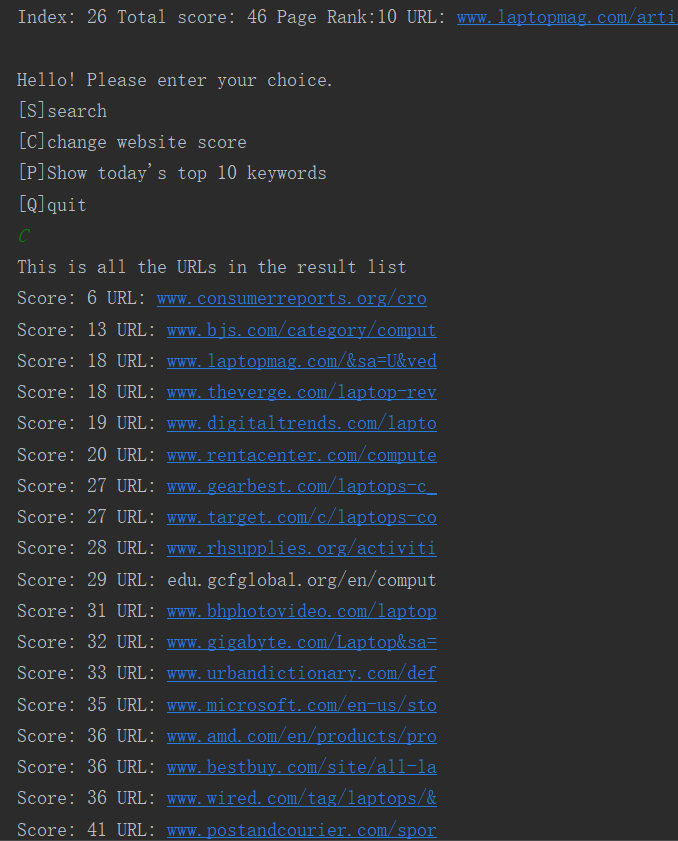 Index: 26 Total score: 46 Page Rank:10 URL: www.laptopmag.com/arti
Hello! Please enter your choice.
[S]search
[C]change website score
[P]Show today's top 10 keywords
[Q]quit
C
This is all the URLs in the result list
Score: 6 URL: www.consumerreports.org/cro
Score: 13 URL: www.bjs.com/category/comput
Score: 18 URL: www.laptopmag.com/&sa=U&ved
Score: 18 URL: www.theverge.com/laptop-rev
Score: 19 URL: www.digitaltrends.com/lapto
Score: 20 URL: www.rentacenter.com/compute
Score: 27 URL: www.gearbest.com/laptops-c_
Score: 27 URL: www.target.com/c/laptops-co
Score: 28 URL: www.rhsupplies.org/activiti
Score: 29 URL: edu.gcfglobal.org/en/comput
Score: 31 URL: www.bhphotovideo.com/laptop
Score: 32 URL: www.gigabyte.com/Laptop&sa=
Score: 33 URL: www.urbandictionary.com/def
Score: 35 URL: www.microsoft.com/en-us/sto
Score: 36 URL: www.amd.com/en/products/pro
Score: 36 URL: www.bestbuy.com/site/all-la
Score: 36 URL: www.wired.com/tag/laptops/&
Score: 41 URL: www.postandcourier.com/spor